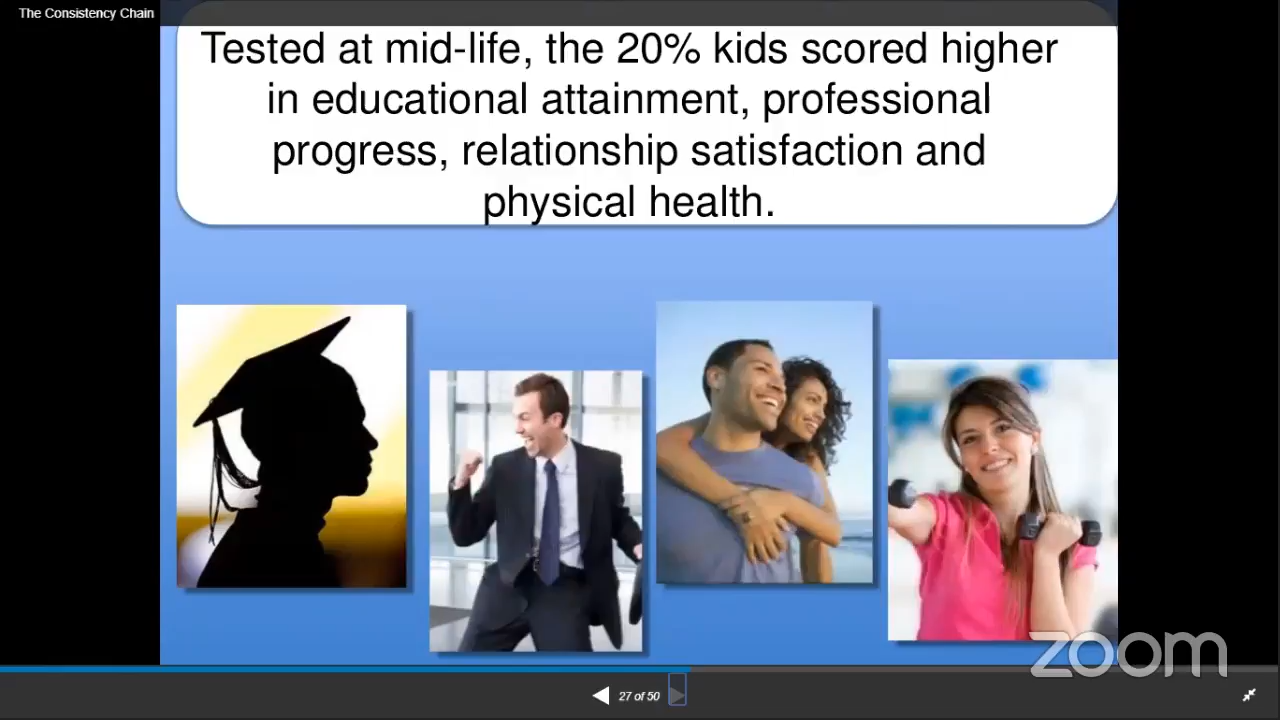 The Consistency Chain
Tested at mid-life, the 20% kids scored higher
in educational attainment, professional
progress, relationship satisfaction and
physical health.
zoom
27 of 50